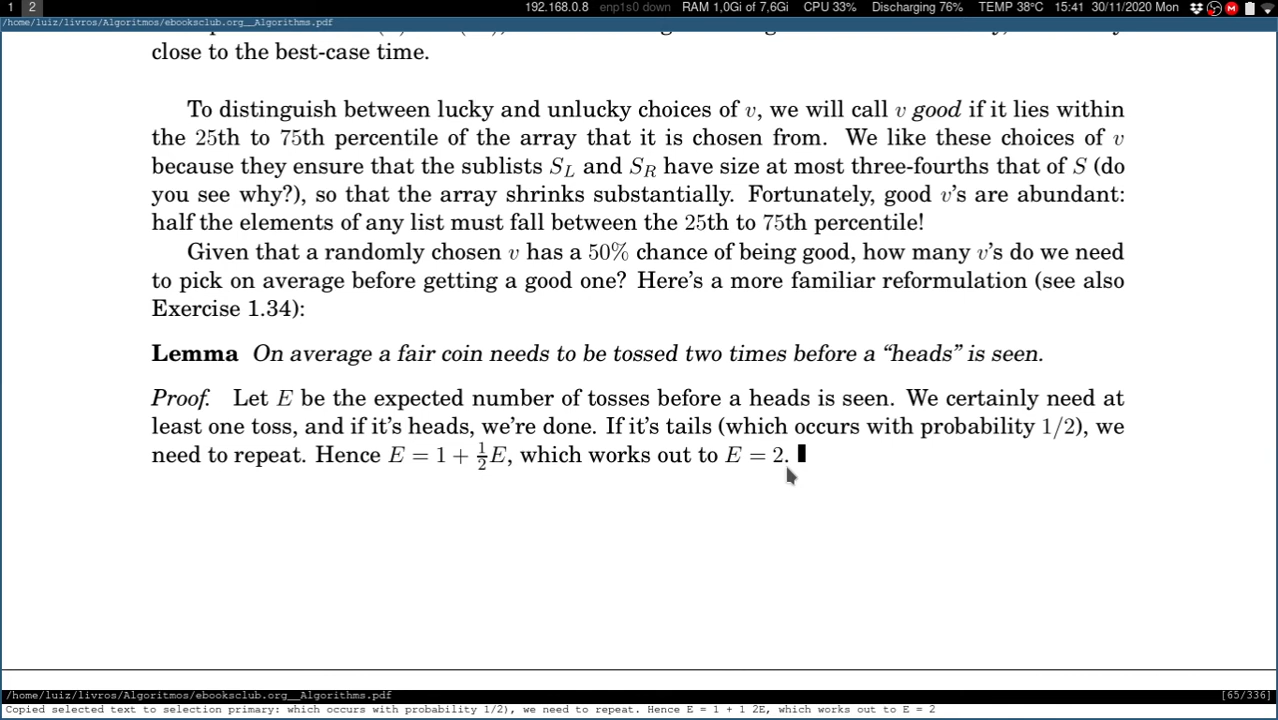 1 2 192.168.0.8 enp1s0 down RAM 1,0Gi of 7,6Gi CPU 33% Discharging 76% TEMP 38°C 15:41 30/11/2020 Mon
/home/luiz/livros/Algoritmos/ebooksclub.org__Algorithms.pdf
close to the best-case time.
To distinguish between lucky and unlucky choices of v, we will call v good if it lies within
the 25th to 75th percentile of the array that it is chosen from. We like these choices of v
because they ensure that the sublists S_L and S_R have size at most three-fourths that of S (do
you see why?), so that the array shrinks substantially. Fortunately, good v's are abundant:
half the elements of any list must fall between the 25th to 75th percentile!
Given that a randomly chosen v has a 50% chance of being good, how many v's do we need
to pick on average before getting a good one? Here's a more familiar reformulation (see also
Exercise 1.34):
Lemma On average a fair coin needs to be tossed two times before a “heads” is seen.
Proof. Let E be the expected number of tosses before a heads is seen. We certainly need at
least one toss, and if it's heads, we're done. If it's tails (which occurs with probability 1/2), we
need to repeat. Hence E = 1 + ½E, which works out to E = 2.
/home/luiz/livros/Algoritmos/ebooksclub.org__Algorithms.pdf [65/336]
Copied selected text to selection primary: which occurs with probability 1/2), we need to repeat. Hence E = 1 + 1 2E, which works out to E = 2